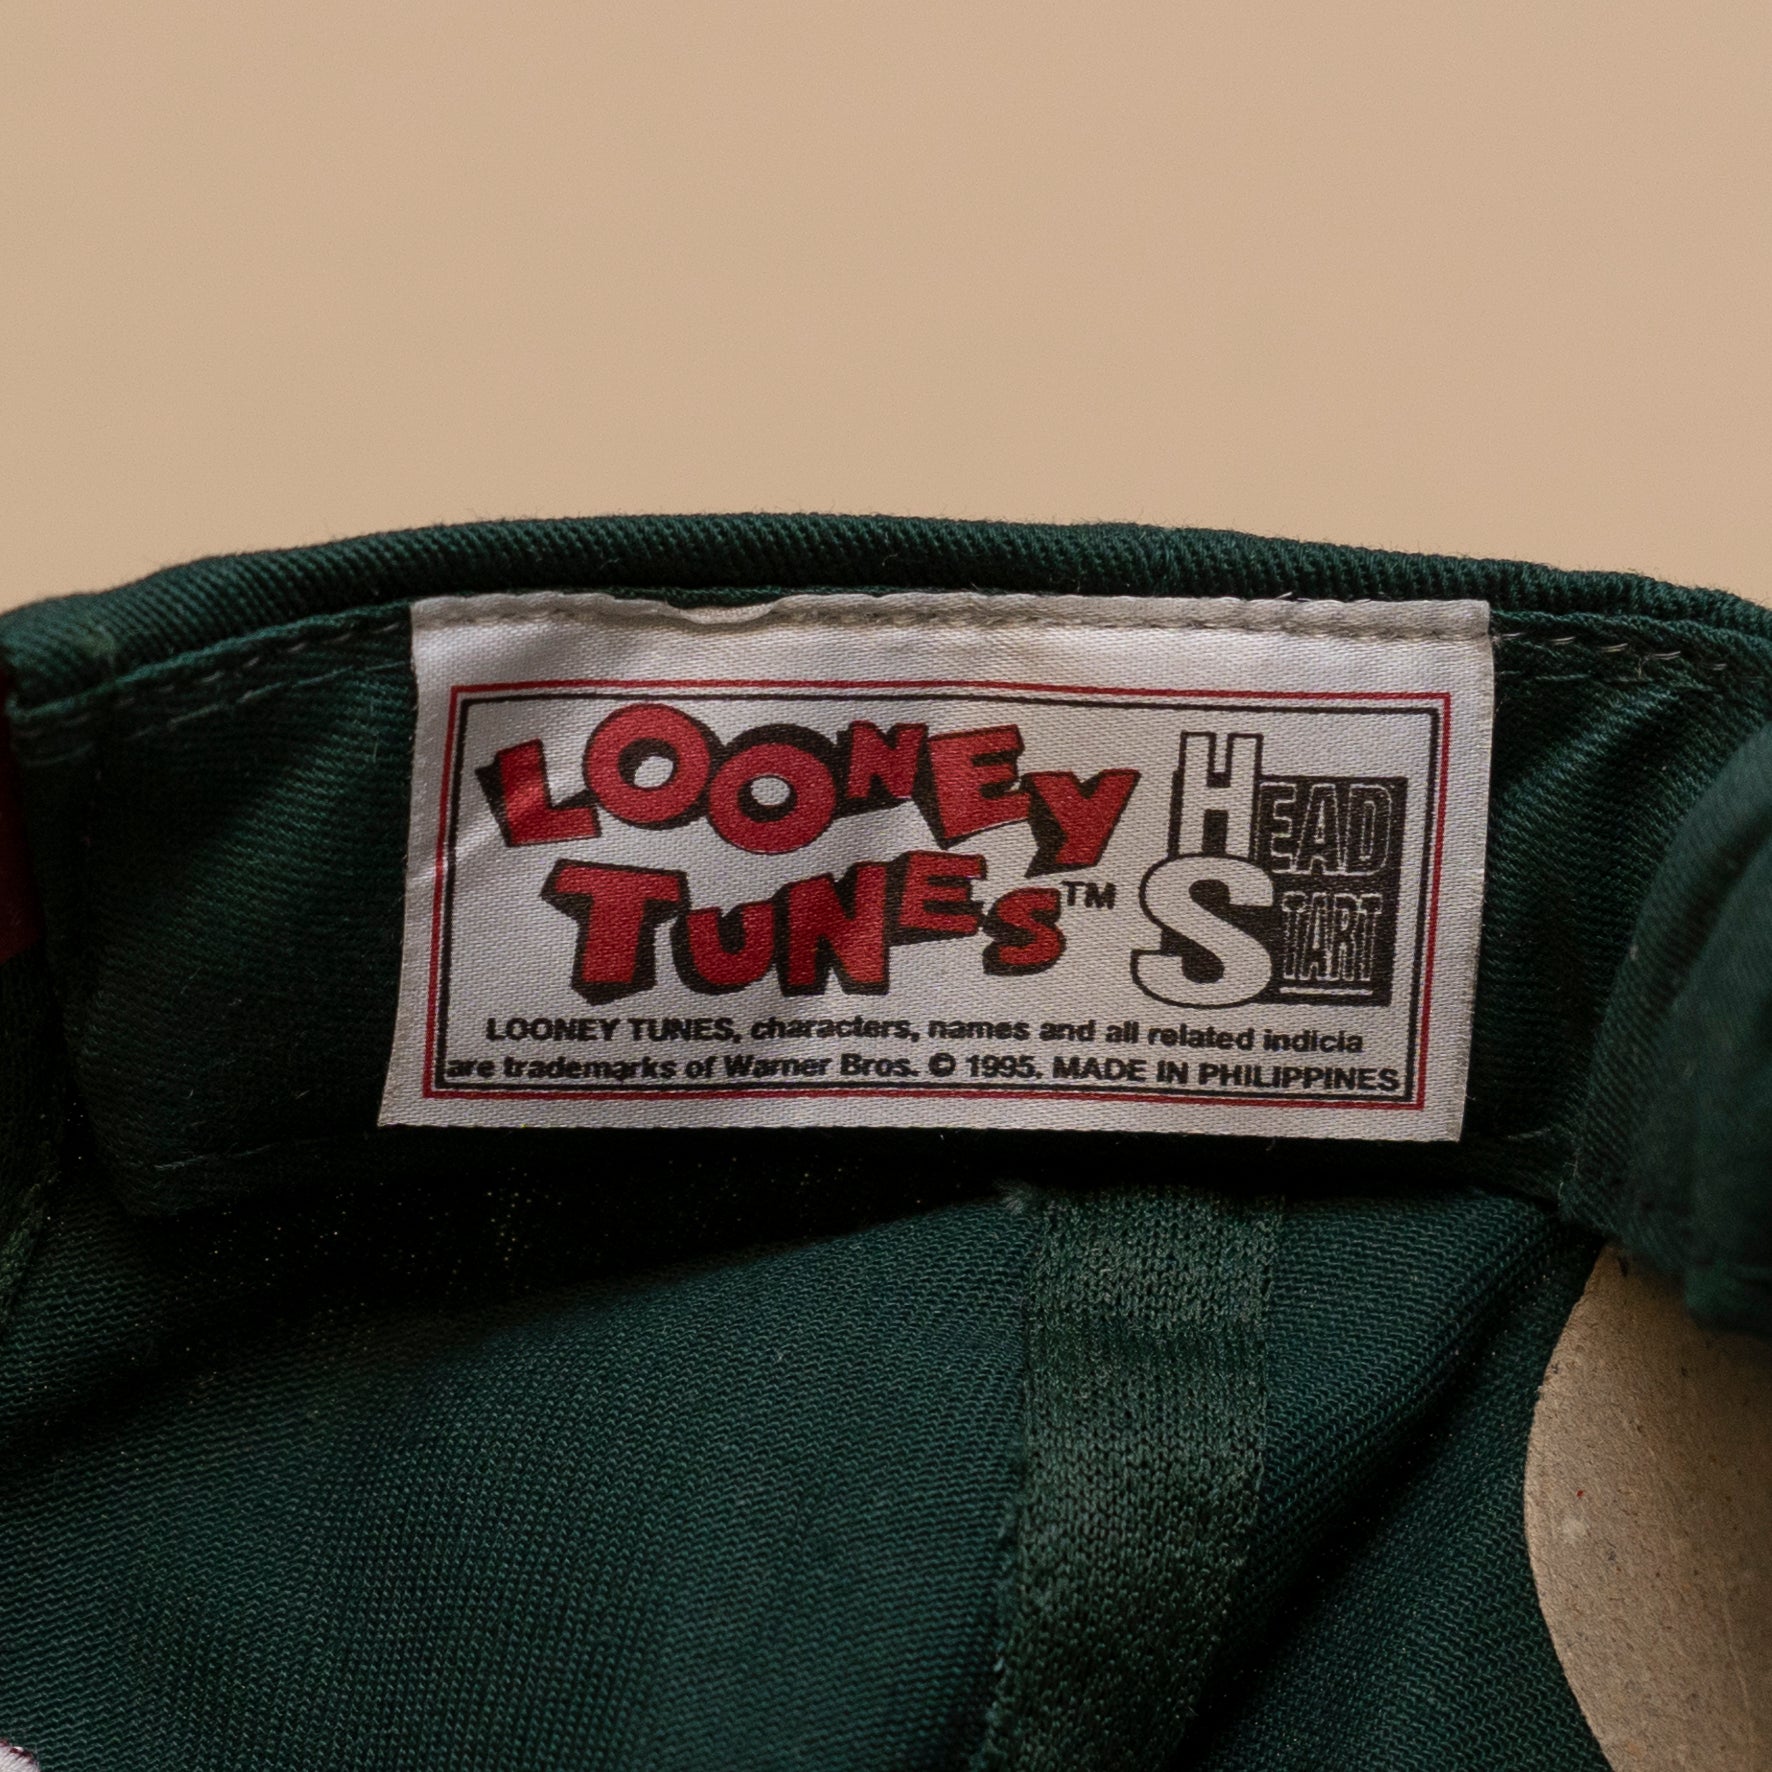 LOONEY
TUNES™
HEAD
START
LOONEY TUNES, characters, names and all related indicia
are trademarks of Warner Bros. © 1995. MADE IN PHILIPPINES